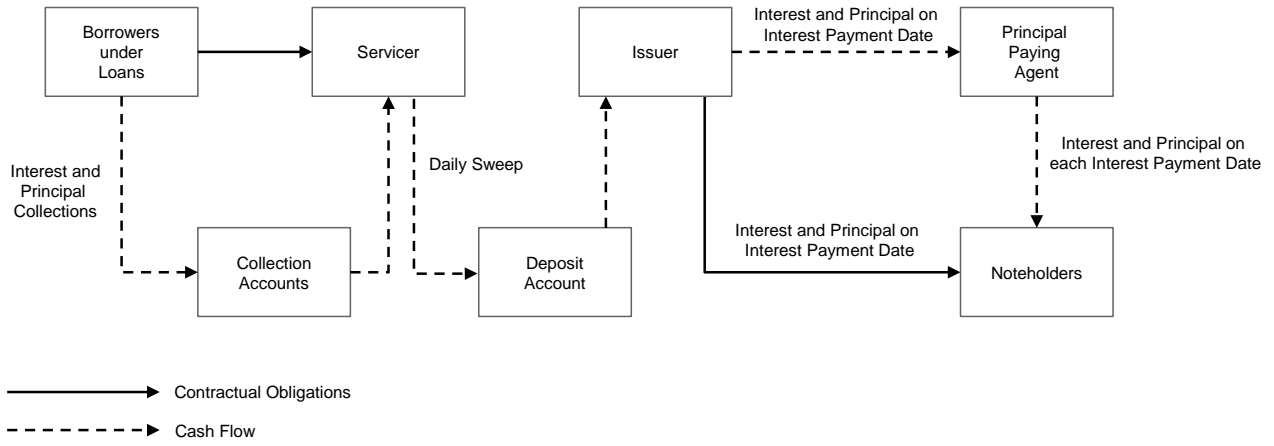 Borrowers
under
Loans
Servicer
Issuer
Interest and Principal on
Interest Payment Date
Principal
Paying
Agent
Interest and
Principal
Collections
Daily Sweep
Interest and Principal on
each Interest Payment Date
Collection
Accounts
Deposit
Account
Interest and Principal on
Interest Payment Date
Noteholders
Contractual Obligations
Cash Flow